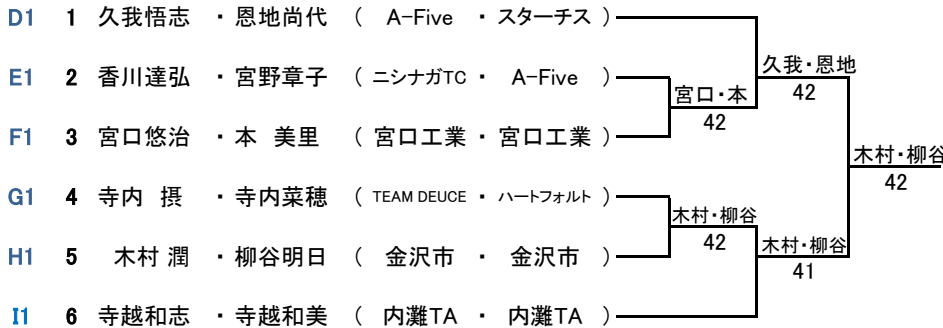 D1 1 久我悟志 ・恩地尚代 ( A-Five ・ スターチス )
久我・恩地
E1 2 香川達弘 ・宮野章子 ( ニシナガTC ・ A-Five )
宮口・本
42
42
F1 3 宮口悠治 ・本 美里 ( 宮口工業 ・ 宮口工業 )
木村・柳谷
42
G1 4 寺内 摂 ・寺内菜穂 ( TEAM DEUCE ・ ハートフォルト )
木村・柳谷
42
H1 5 木村 潤 ・柳谷明日 ( 金沢市 ・ 金沢市 )
木村・柳谷
41
I1 6 寺越和志 ・寺越和美 ( 内灘TA ・ 内灘TA )